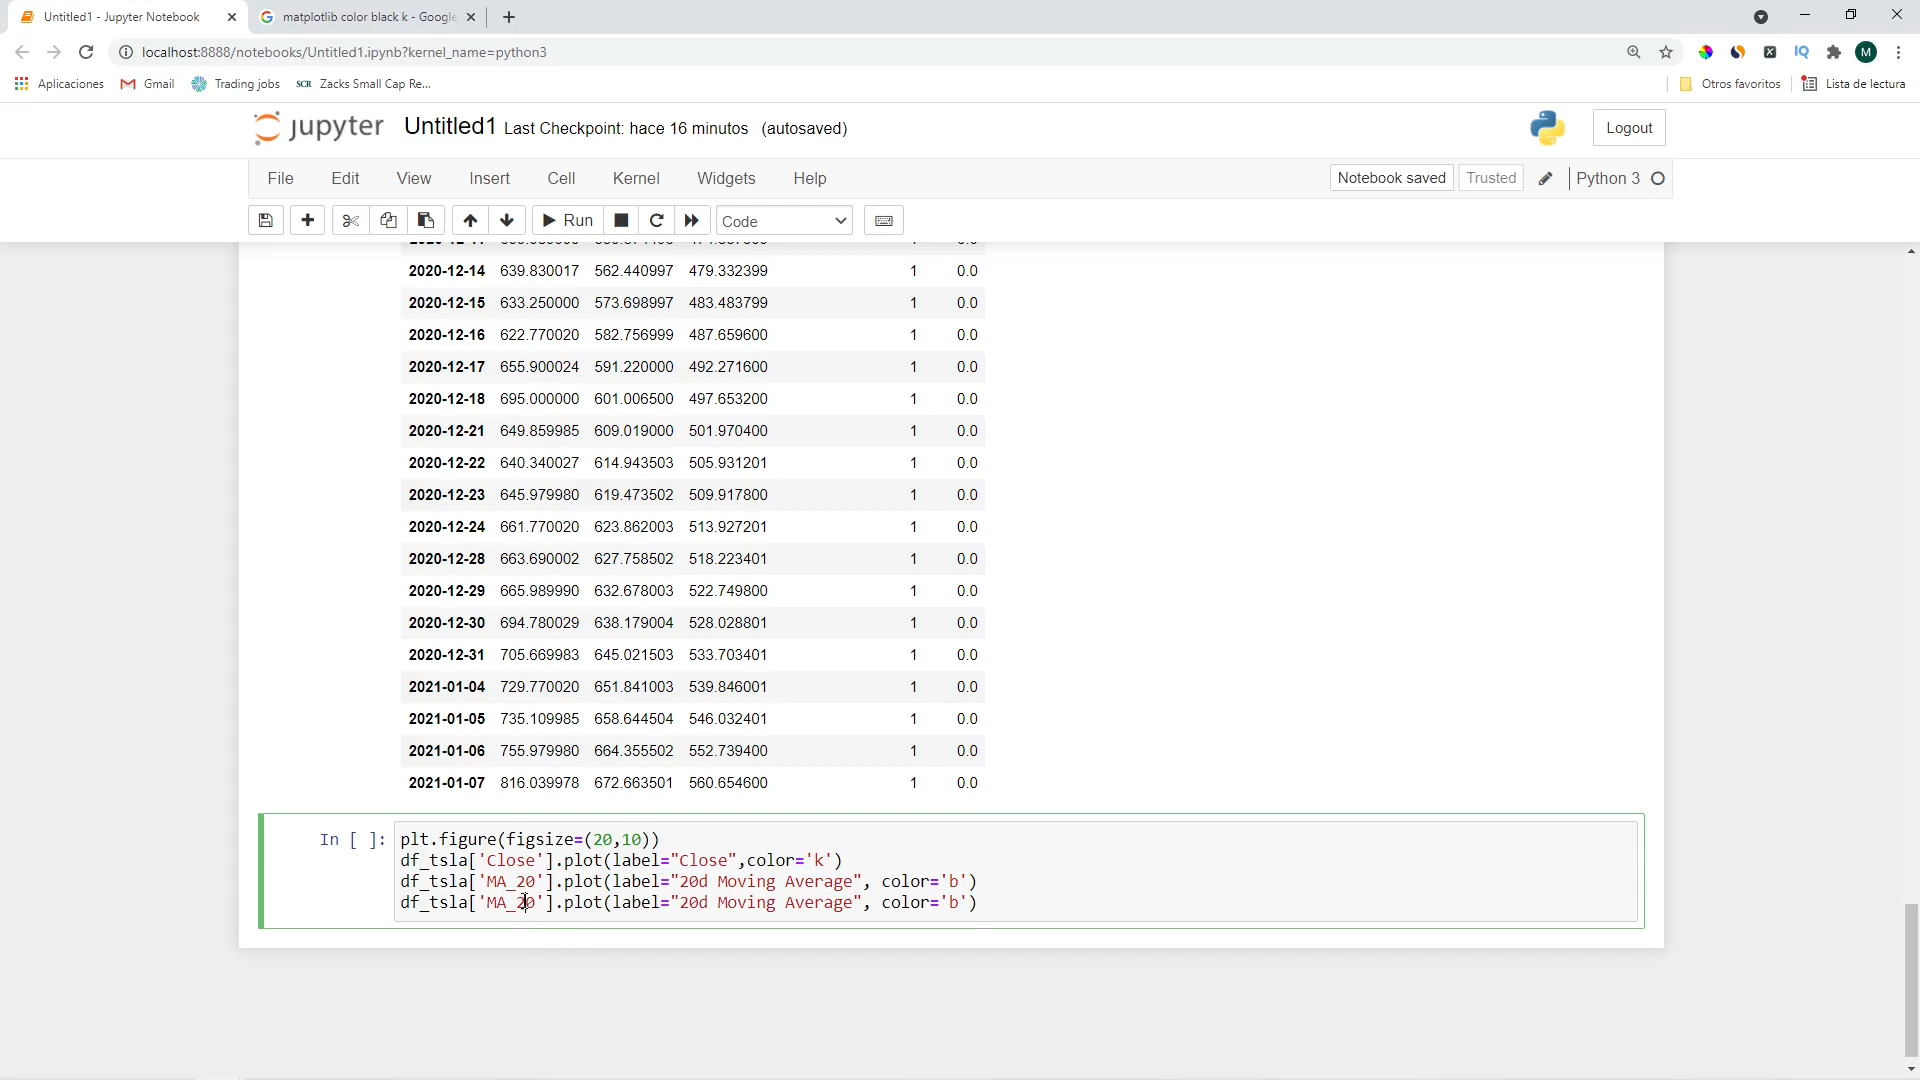 Untitled1 - Jupyter Notebook
matplotlib color black k - Google
localhost:8888/notebooks/Untitled1.ipynb?kernel_name=python3
M
Aplicaciones
Gmail
Trading jobs
SCR Zacks Small Cap Re...
Otros favoritos
Lista de lectura
jupyter Untitled1 Last Checkpoint: hace 16 minutos (autosaved)
Logout
File Edit View Insert Cell Kernel Widgets Help
Notebook saved Trusted Python 3
Run Code
2020-12-14 639.830017 562.440997 479.332399 1 0.0
2020-12-15 633.250000 573.698997 483.483799 1 0.0
2020-12-16 622.770020 582.756999 487.659600 1 0.0
2020-12-17 655.900024 591.220000 492.271600 1 0.0
2020-12-18 695.000000 601.006500 497.653200 1 0.0
2020-12-21 649.859985 609.019000 501.970400 1 0.0
2020-12-22 640.340027 614.943503 505.931201 1 0.0
2020-12-23 645.979980 619.473502 509.917800 1 0.0
2020-12-24 661.770020 623.862003 513.927201 1 0.0
2020-12-28 663.690002 627.758502 518.223401 1 0.0
2020-12-29 665.989990 632.678003 522.749800 1 0.0
2020-12-30 694.780029 638.179004 528.028801 1 0.0
2020-12-31 705.669983 645.021503 533.703401 1 0.0
2021-01-04 729.770020 651.841003 539.846001 1 0.0
2021-01-05 735.109985 658.644504 546.032401 1 0.0
2021-01-06 755.979980 664.355502 552.739400 1 0.0
2021-01-07 816.039978 672.663501 560.654600 1 0.0
In [ ]: plt.figure(figsize=(20,10))
df_tsla['Close'].plot(label="Close",color='k')
df_tsla['MA_20'].plot(label="20d Moving Average", color='b')
df_tsla['MA_20'].plot(label="20d Moving Average", color='b')